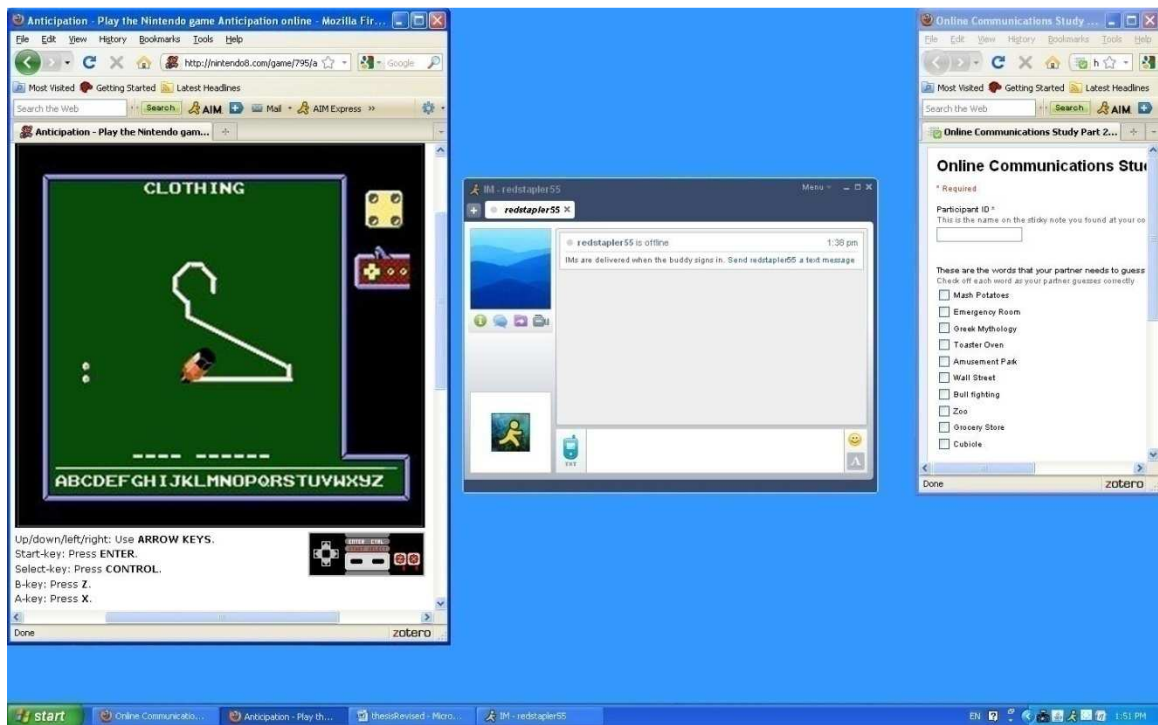 Anticipation - Play the Nintendo game Anticipation online - Mozilla Fir...
File Edit View History Bookmarks Tools Help
http://nintendo8.com/game/795/a
Google
Most Visited Getting Started Latest Headlines
Search the Web Search AIM Mail AIM Express »
Anticipation - Play the Nintendo gam...
CLOTHING
ABCDEFGHIJKLMNOPQRSTUVWXYZ
Up/down/left/right: Use ARROW KEYS.
Start-key: Press ENTER.
Select-key: Press CONTROL.
B-key: Press Z.
A-key: Press X.
ENTER CTRL
START SELECT
Done zotero
IM - redstapler55 Menu
redstapler55 X
redstapler55 is offline 1:38 pm
IMs are delivered when the buddy signs in. Send redstapler55 a text message
TXT
A
Online Communications Study ...
File Edit View History Bookmarks Tools Help
h
Most Visited Getting Started Latest Headlines
Search the Web Search AIM
Online Communications Study Part 2...
Online Communications Stu
* Required
Participant ID *
This is the name on the sticky note you found at your co
These are the words that your partner needs to guess
Check off each word as your partner guesses correctly
Mash Potatoes
Emergency Room
Greek Mythology
Toaster Oven
Amusement Park
Wall Street
Bull fighting
Zoo
Grocery Store
Cubicle
Done zotero
start Online Communicatio... Anticipation - Play th... thesisRevised - Micro... IM - redstapler55 EN 1:51 PM